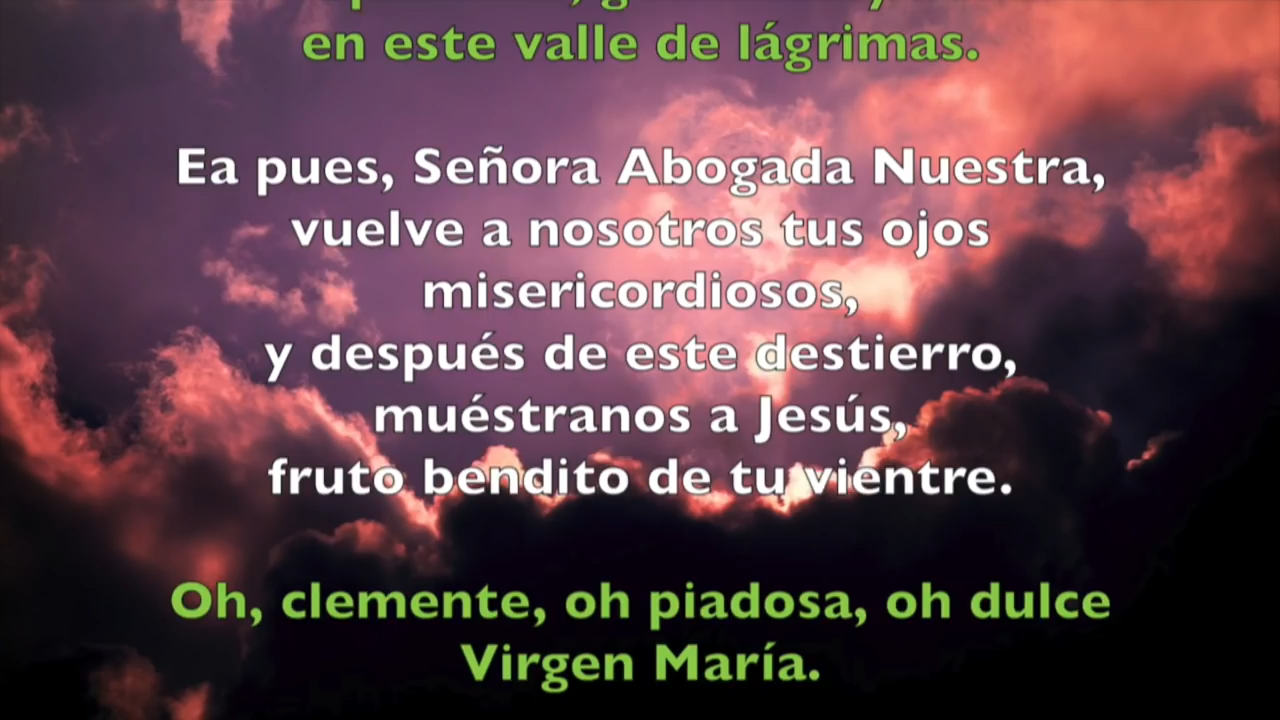 en este valle de lágrimas.
Ea pues, Señora Abogada Nuestra,
vuelve a nosotros tus ojos
misericordiosos,
y después de este destierro,
muéstranos a Jesús,
fruto bendito de tu vientre.
Oh, clemente, oh piadosa, oh dulce
Virgen María.